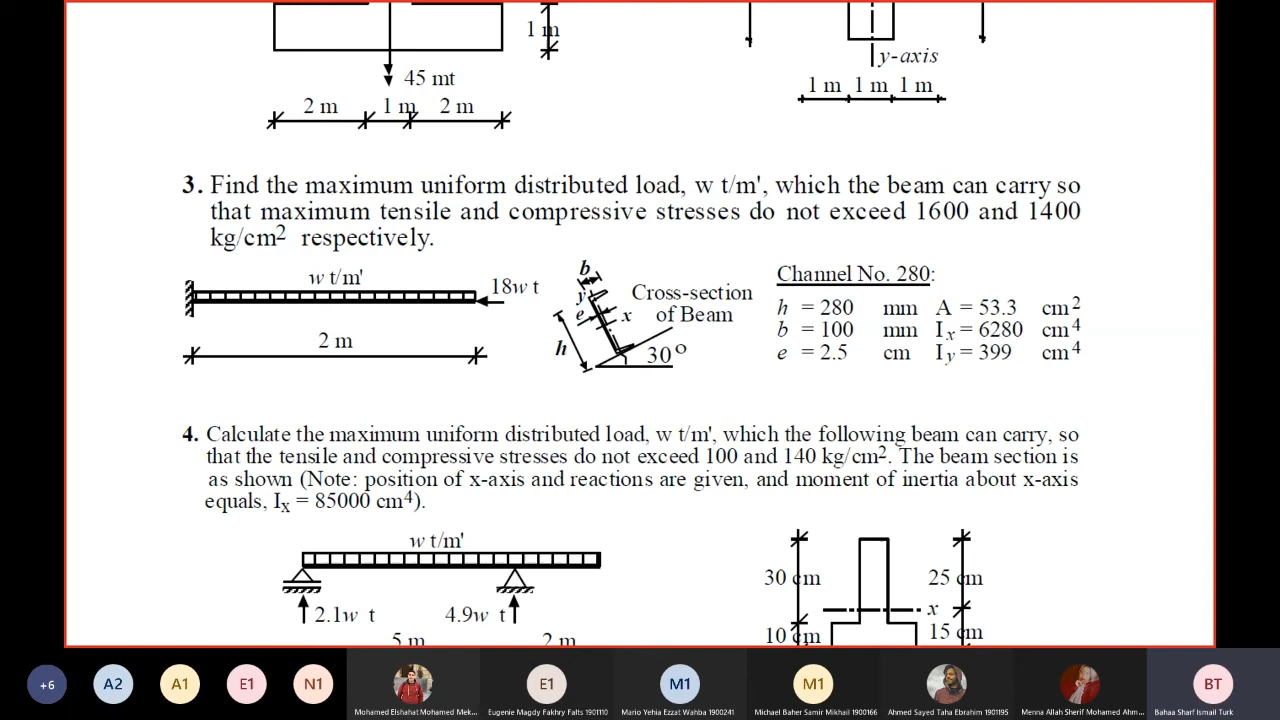 1 m
y-axis
45 mt
1 m 1 m 1 m
2 m 1 m 2 m
3. Find the maximum uniform distributed load, w t/m', which the beam can carry so
that maximum tensile and compressive stresses do not exceed 1600 and 1400
kg/cm2 respectively.
w t/m'
18w t
2 m
b
y
e
x
h
30o
Cross-section
of Beam
Channel No. 280:
h = 280 mm A = 53.3 cm2
b = 100 mm Ix = 6280 cm4
e = 2.5 cm Iy = 399 cm4
4. Calculate the maximum uniform distributed load, w t/m', which the following beam can carry, so
that the tensile and compressive stresses do not exceed 100 and 140 kg/cm2. The beam section is
as shown (Note: position of x-axis and reactions are given, and moment of inertia about x-axis
equals, Ix = 85000 cm4).
w t/m'
2.1w t
4.9w t
5 m
2 m
30 cm
25 cm
x
10 cm
15 cm
+6
A2
A1
E1
N1
E1
M1
M1
BT
Mohamed Elshahat Mohamed Mek...
Eugenie Magdy Fakhry Falts 1901110
Mario Yehia Ezzat Wahba 1900241
Michael Baher Samir Mikhail 1900166
Ahmed Sayed Taha Ebrahim 1901195
Menna Allah Sherif Mohamed Ahm...
Bahaa Sharf Ismail Turk